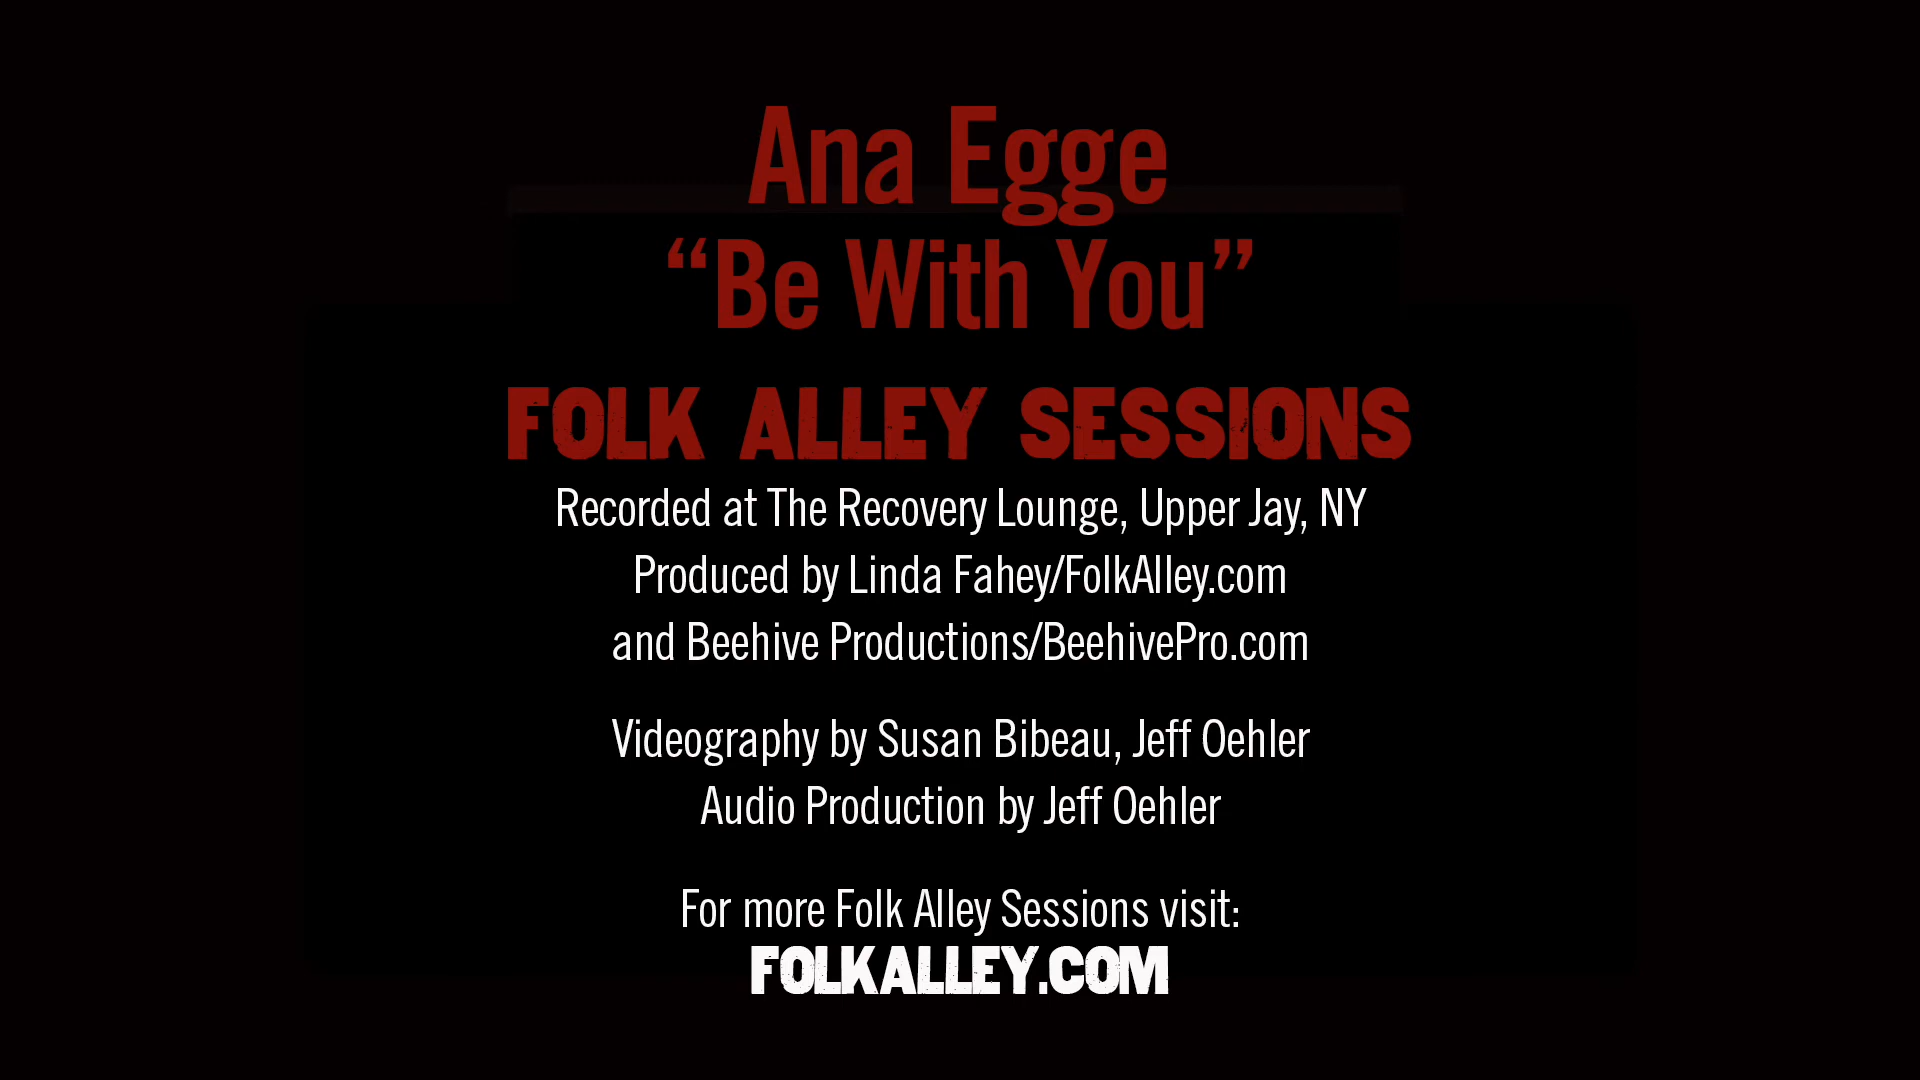 Ana Egge
“Be With You”
FOLK ALLEY SESSIONS
Recorded at The Recovery Lounge, Upper Jay, NY
Produced by Linda Fahey/FolkAlley.com
and Beehive Productions/BeehivePro.com
Videography by Susan Bibeau, Jeff Oehler
Audio Production by Jeff Oehler
For more Folk Alley Sessions visit:
FOLKALLEY.COM